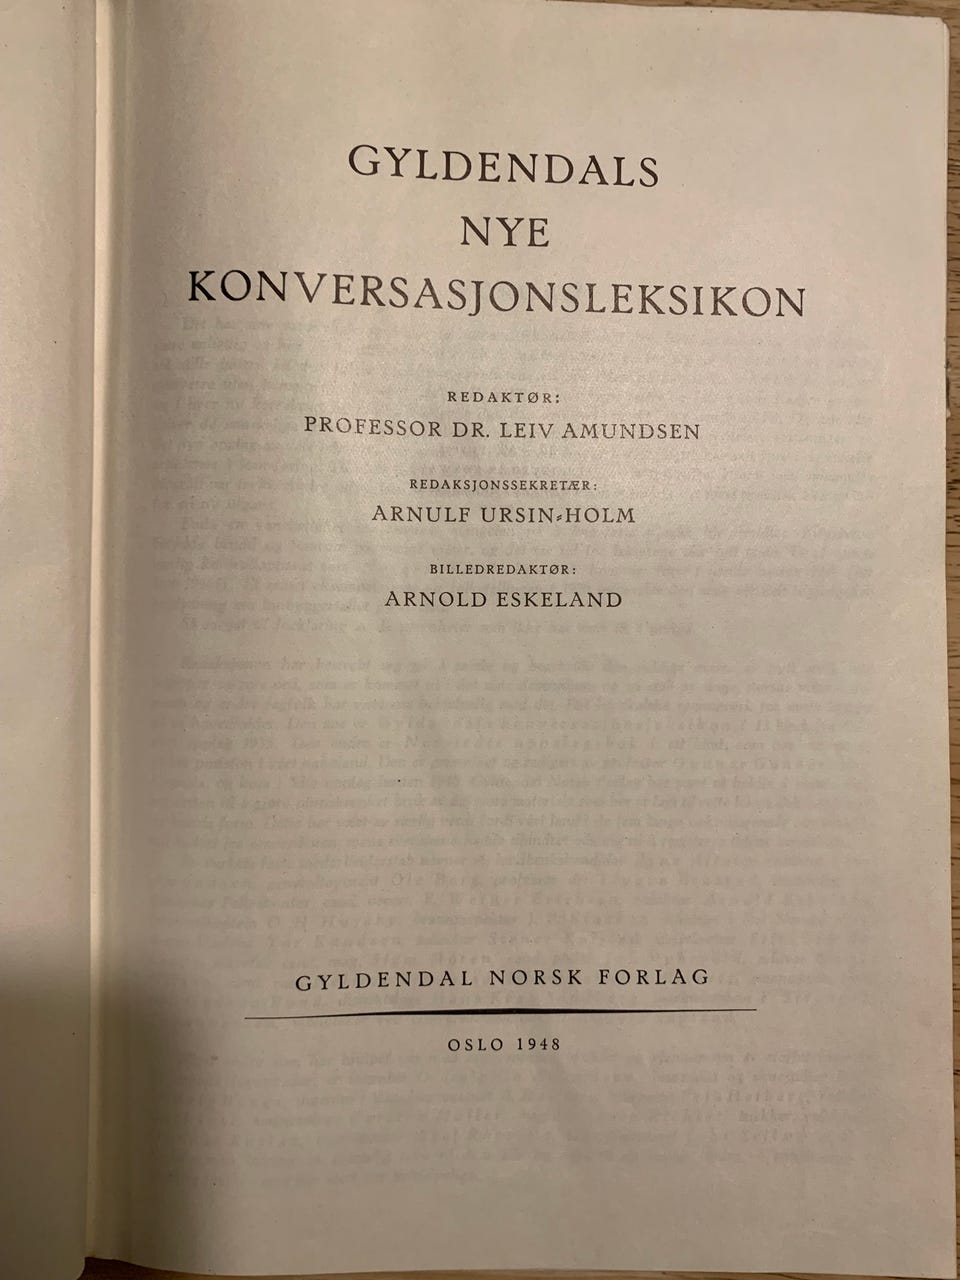 GYLDENDALS
NYE
KONVERSASJONSLEKSIKON
REDAKTØR:
PROFESSOR DR. LEIV AMUNDSEN
REDAKSJONSSEKRETÆR:
ARNULF URSIN-HOLM
BILLEDREDAKTØR:
ARNOLD ESKELAND
GYLDENDAL NORSK FORLAG
OSLO 1948